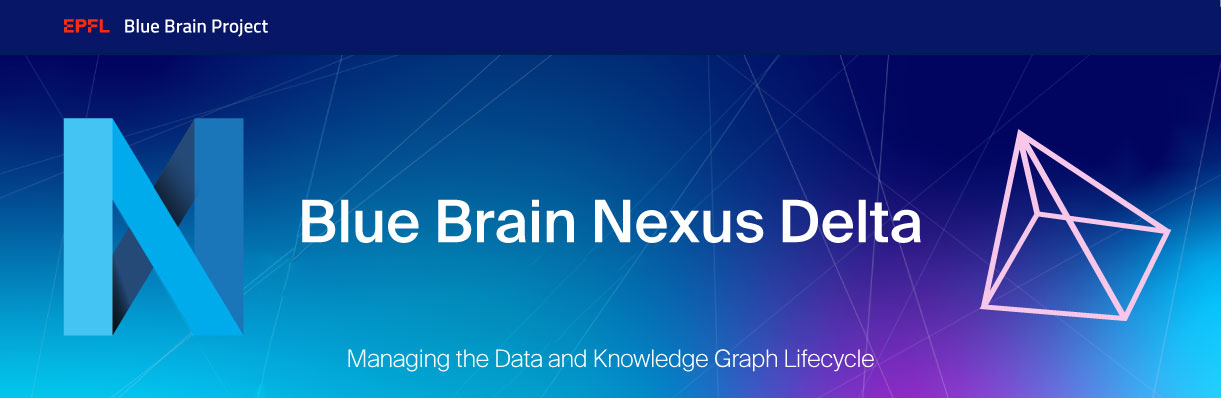 EPFL Blue Brain Project
Blue Brain Nexus Delta
Managing the Data and Knowledge Graph Lifecycle